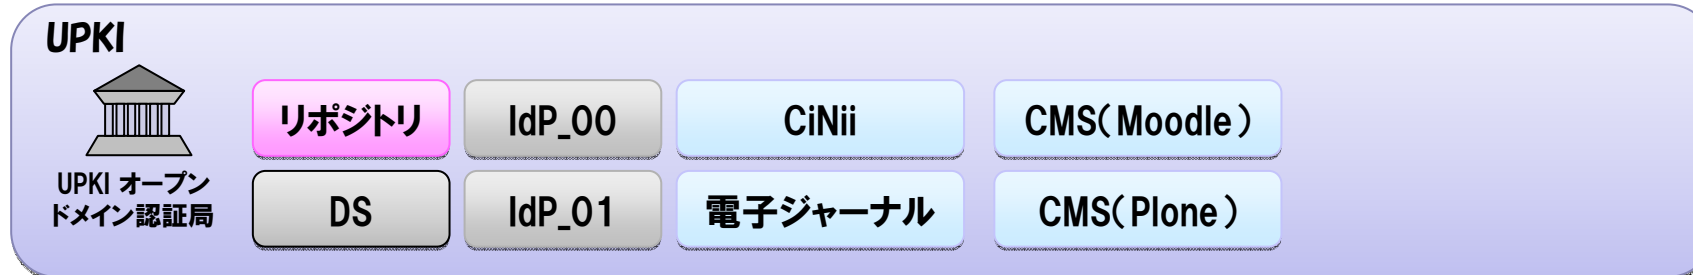 UPKI
リポジトリ
IdP_00
CiNii
CMS(Moodle)
UPKI オープン
ドメイン認証局
DS
IdP_01
電子ジャーナル
CMS(Plone)